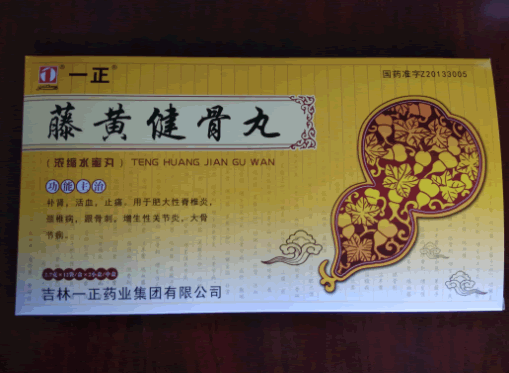 一正
国药准字Z20133005
藤黄健骨丸
(浓缩水蜜丸) TENG HUANG JIAN GU WAN
功能主治
补肾,活血,止痛。用于肥大性脊椎炎,
颈椎病,跟骨刺,增生性关节炎,大骨
节病。
吉林一正药业集团有限公司